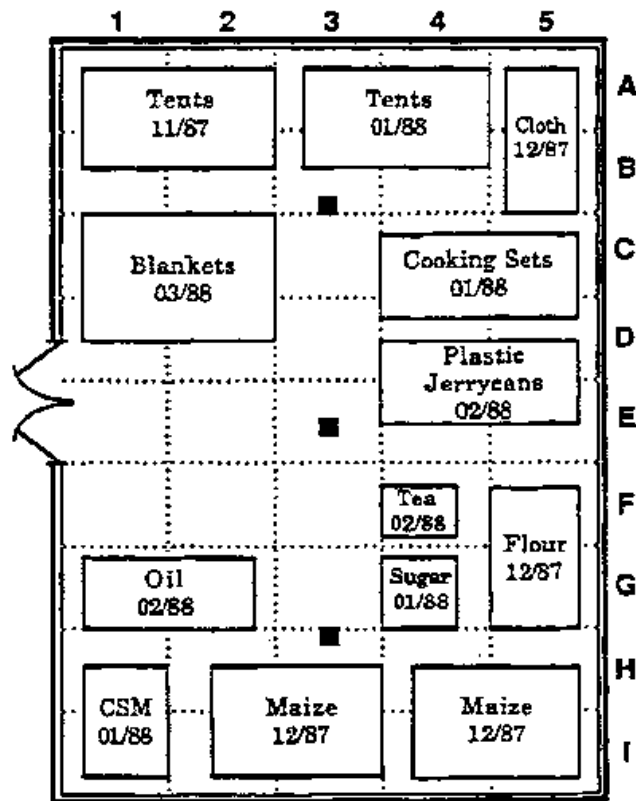 1 2 3 4 5
A
Tents
11/87
Tents
01/88
Cloth
12/87
B
C
Blankets
03/88
Cooking Sets
01/88
D
Plastic
Jerrycans
02/88
E
F
Tea
02/88
Flour
12/87
G
Oil
02/88
Sugar
01/88
H
CSM
01/88
Maize
12/87
Maize
12/87
I